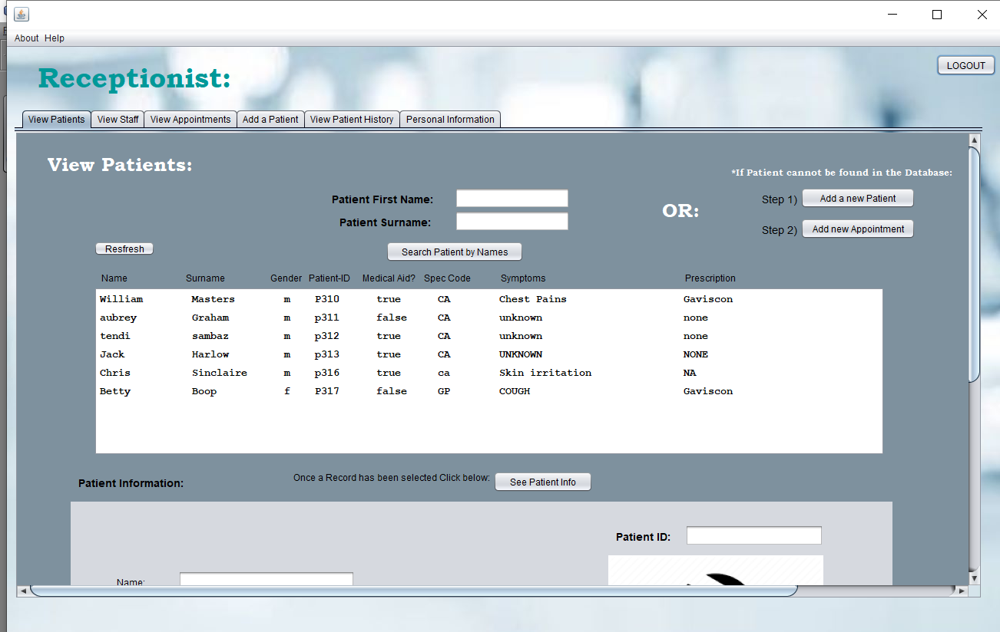 About Help
Receptionist:
LOGOUT
View Patients View Staff View Appointments Add a Patient View Patient History Personal Information
View Patients:
*If Patient cannot be found in the Database:
Patient First Name:
OR:
Step 1) Add a new Patient
Patient Surname:
Step 2) Add new Appointment
Resfresh
Search Patient by Names
Name Surname Gender Patient-ID Medical Aid? Spec Code Symptoms Prescription
William Masters m P310 true CA Chest Pains Gaviscon
aubrey Graham m p311 false CA unknown none
tendi sambaz m p312 true CA unknown none
Jack Harlow m p313 true CA UNKNOWN NONE
Chris Sinclaire m p316 true ca Skin irritation NA
Betty Boop f P317 false GP COUGH Gaviscon
Patient Information:
Once a Record has been selected Click below: See Patient Info
Patient ID:
Name: